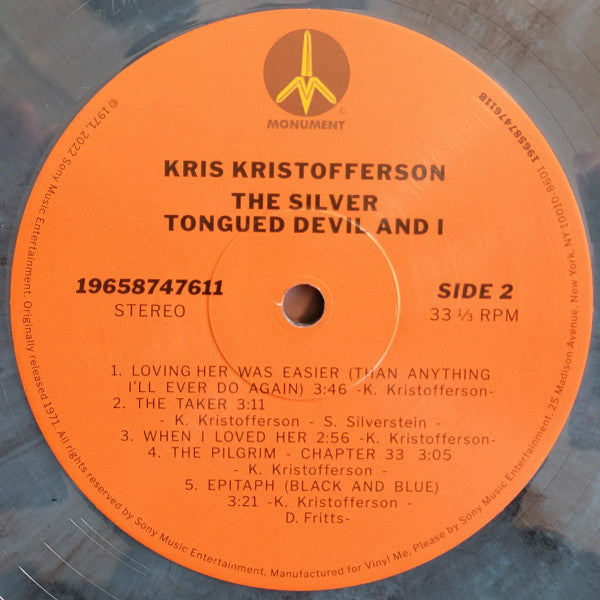 MONUMENT
®
KRIS KRISTOFFERSON
THE SILVER
TONGUED DEVIL AND I
19658747611
STEREO
SIDE 2
33 ⅓ RPM
1. LOVING HER WAS EASIER (THAN ANYTHING
I'LL EVER DO AGAIN) 3:46 -K. Kristofferson-
2. THE TAKER 3:11
- K. Kristofferson - S. Silverstein -
3. WHEN I LOVED HER 2:56 -K. Kristofferson-
4. THE PILGRIM - CHAPTER 33 3:05
- K. Kristofferson -
5. EPITAPH (BLACK AND BLUE)
3:21 -K. Kristofferson -
D. Fritts-
℗ 1971, 2022 Sony Music Entertainment. Originally released 1971. All rights reserved by Sony Music Entertainment. Manufactured for Vinyl Me, Please by Sony Music Entertainment, 25 Madison Avenue, New York, NY 10010-8601 19658747611B